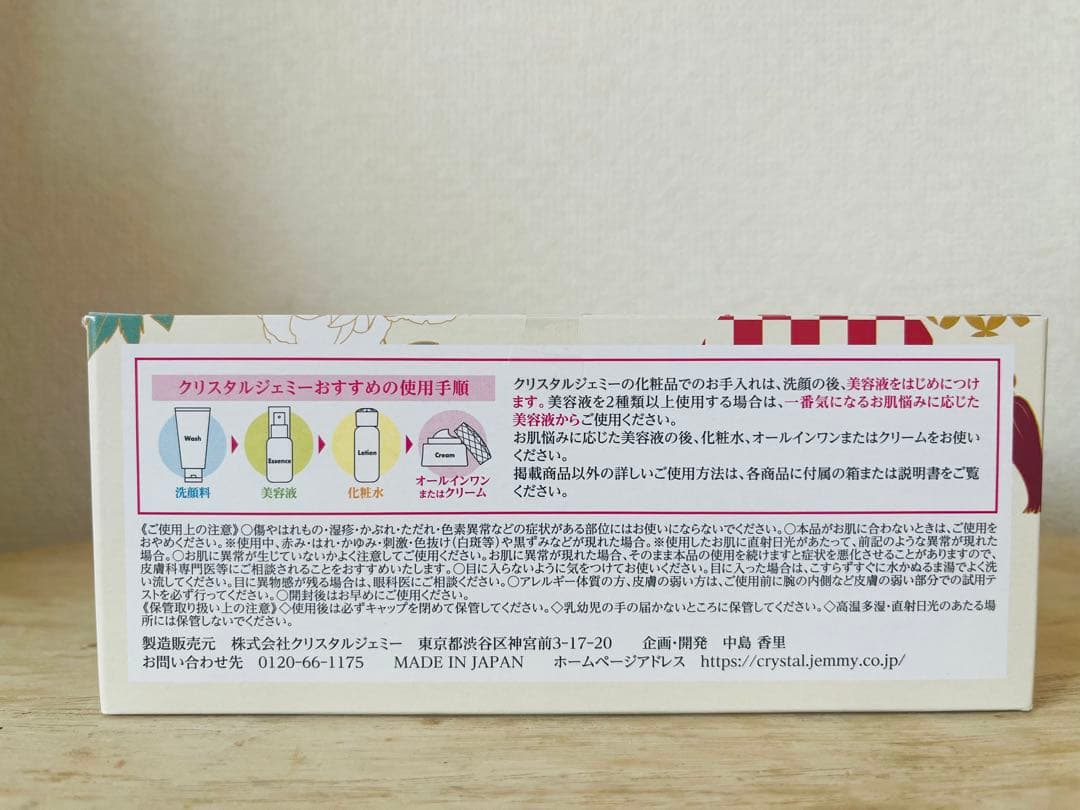 クリスタルジェミーおすすめの使用手順
Wash
Essence
Lotion
Cream
洗顔料
美容液
化粧水
オールインワン
またはクリーム
クリスタルジェミーの化粧品でのお手入れは、洗顔の後、美容液をはじめにつけ
ます。美容液を2種類以上使用する場合は、一番気になるお肌悩みに応じた
美容液からご使用ください。
お肌悩みに応じた美容液の後、化粧水、オールインワンまたはクリームをお使い
ください。
掲載商品以外の詳しいご使用方法は、各商品に付属の箱または説明書をご覧
ください。
《ご使用上の注意》○傷やはれもの・湿疹・かぶれ・ただれ・色素異常などの症状がある部位にはお使いにならないでください。○本品がお肌に合わないときは、ご使用を
おやめください。※使用中、赤み・はれ・かゆみ・刺激・色抜け(白斑等)や黒ずみなどが現れた場合。※使用したお肌に直射日光があたって、前記のような異常が現れた
場合。○お肌に異常が生じていないかよく注意してご使用ください。お肌に異常が現れた場合、そのまま本品の使用を続けますと症状を悪化させることがありますので、
皮膚科専門医等にご相談されることをおすすめいたします。○目に入らないように気をつけてお使いください。目に入った場合は、こすらずすぐに水かぬるま湯でよく洗
い流してください。目に異物感が残る場合は、眼科医にご相談ください。○アレルギー体質の方、皮膚の弱い方は、ご使用前に腕の内側など皮膚の弱い部分での試用テ
ストを必ず行ってください。○開封後はお早めにご使用ください。
《保管取り扱い上の注意》◇使用後は必ずキャップを閉めて保管してください。◇乳幼児の手の届かないところに保管してください。◇高温多湿・直射日光のあたる場
所には保管しないでください。
製造販売元 株式会社クリスタルジェミー 東京都渋谷区神宮前3-17-20 企画・開発 中島 香里
お問い合わせ先 0120-66-1175 MADE IN JAPAN ホームページアドレス https://crystal.jemmy.co.jp/